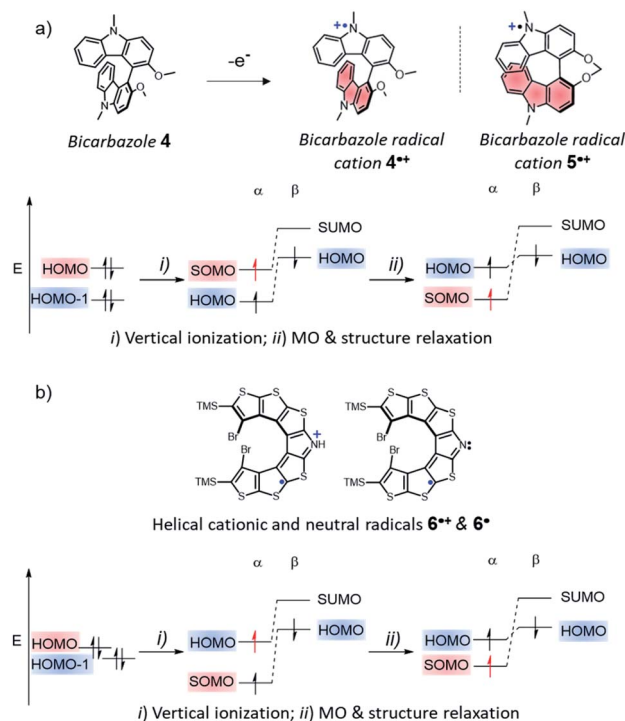 a)
N
O
O
N
-e⁻
+•
N
O
O
N
+•
N
O
O
N
Bicarbazole 4
Bicarbazole radical cation 4•+
Bicarbazole radical cation 5•+
α β
α β
SUMO
SUMO
E
HOMO
i)
SOMO
HOMO
ii)
HOMO
HOMO
HOMO-1
HOMO
SOMO
i) Vertical ionization; ii) MO & structure relaxation
b)
S S
S S
TMS S
TMS S
Br +
Br
Br NH
Br N:
TMS S
TMS S
S S •
S S •
Helical cationic and neutral radicals 6•+ & 6•
α β
α β
SUMO
SUMO
E
HOMO
i)
HOMO
HOMO
ii)
HOMO
HOMO
HOMO-1
SOMO
SOMO
i) Vertical ionization; ii) MO & structure relaxation